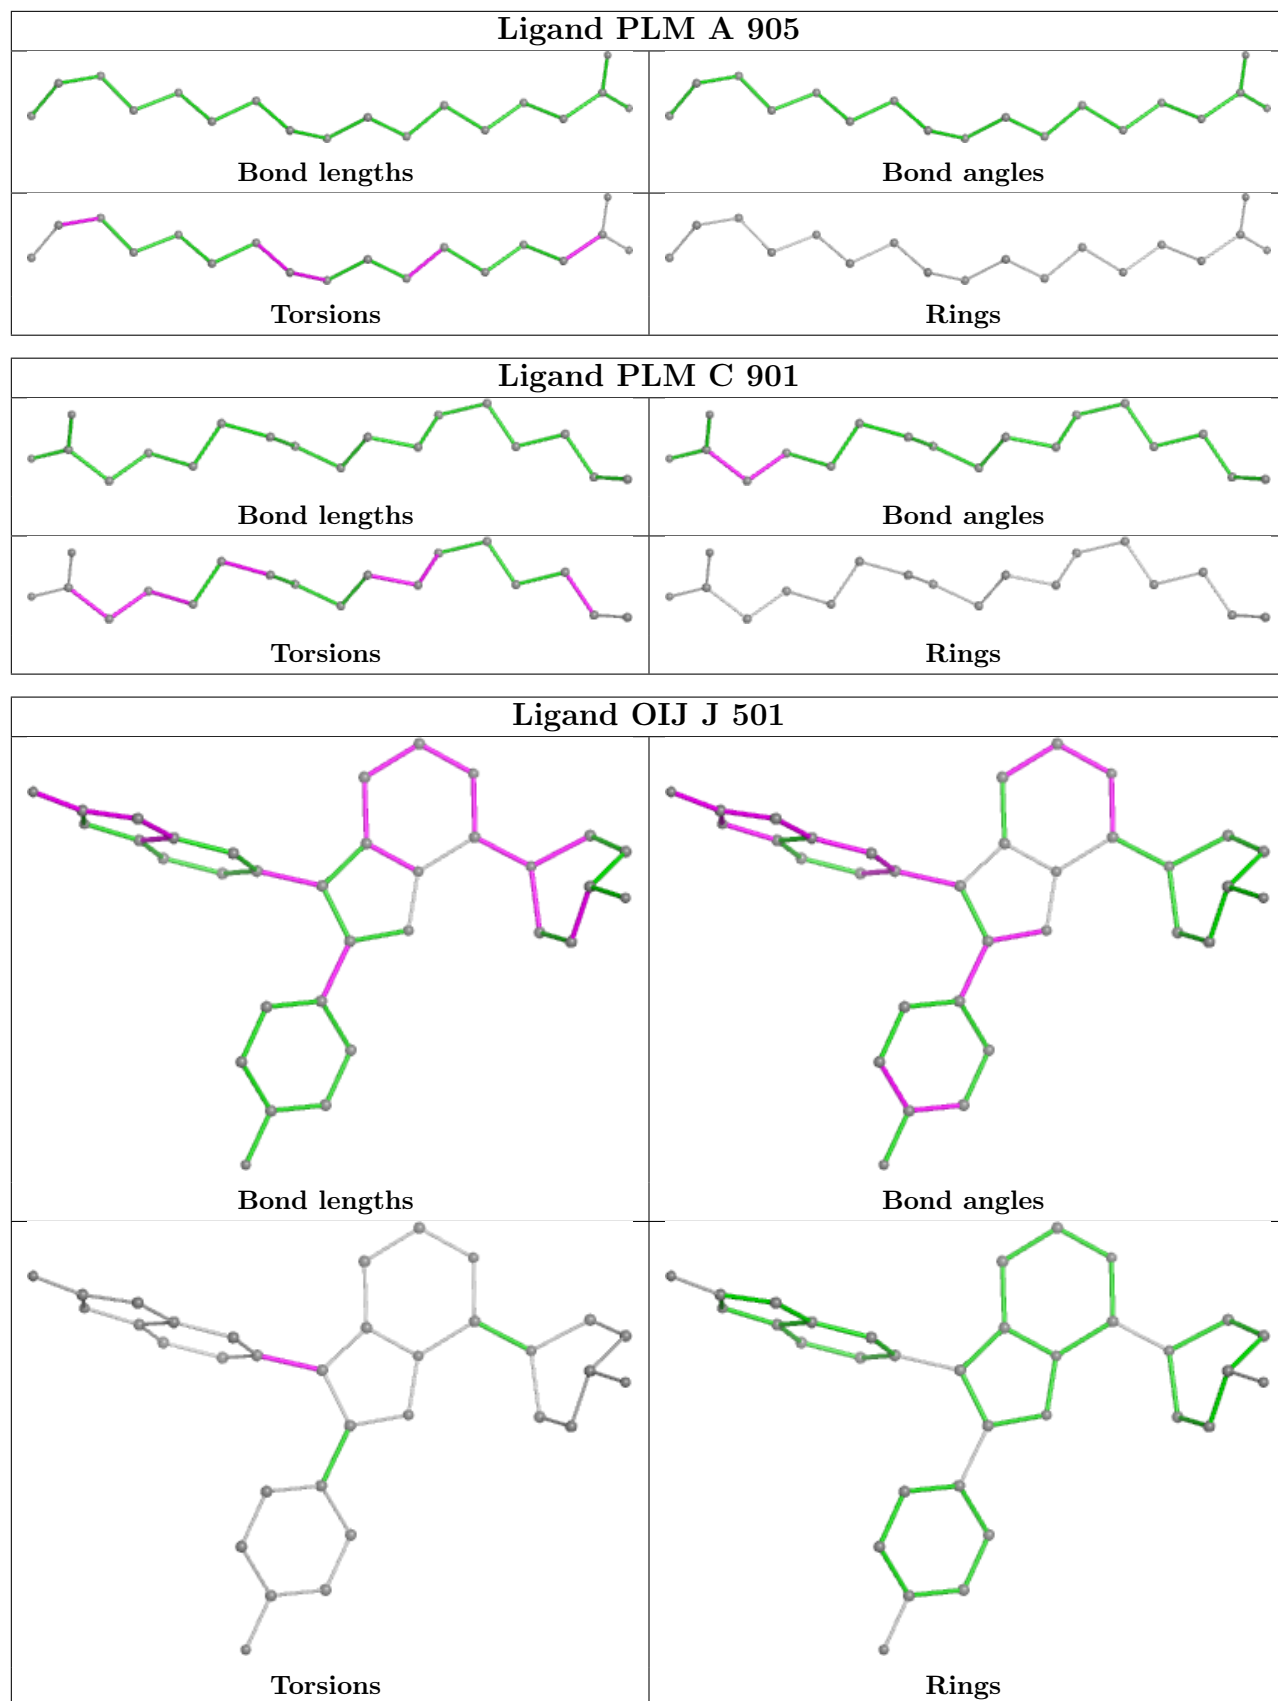 Ligand PLM A 905
Bond lengths
Bond angles
Torsions
Rings
Ligand PLM C 901
Bond lengths
Bond angles
Torsions
Rings
Ligand OIJ J 501
Bond lengths
Bond angles
Torsions
Rings